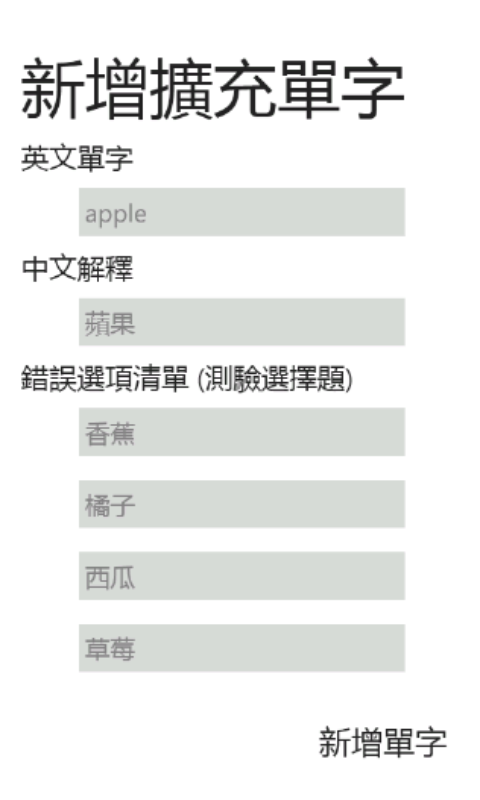 新增擴充單字
英文單字
apple
中文解釋
蘋果
錯誤選項清單 (測驗選擇題)
香蕉
橘子
西瓜
草莓
新增單字